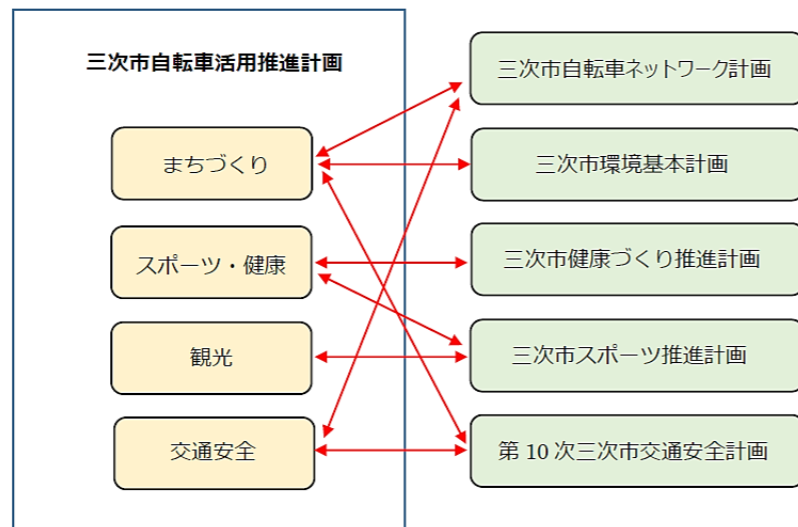 三次市自転車活用推進計画
まちづくり
スポーツ・健康
観光
交通安全
三次市自転車ネットワーク計画
三次市環境基本計画
三次市健康づくり推進計画
三次市スポーツ推進計画
第 10 次三次市交通安全計画